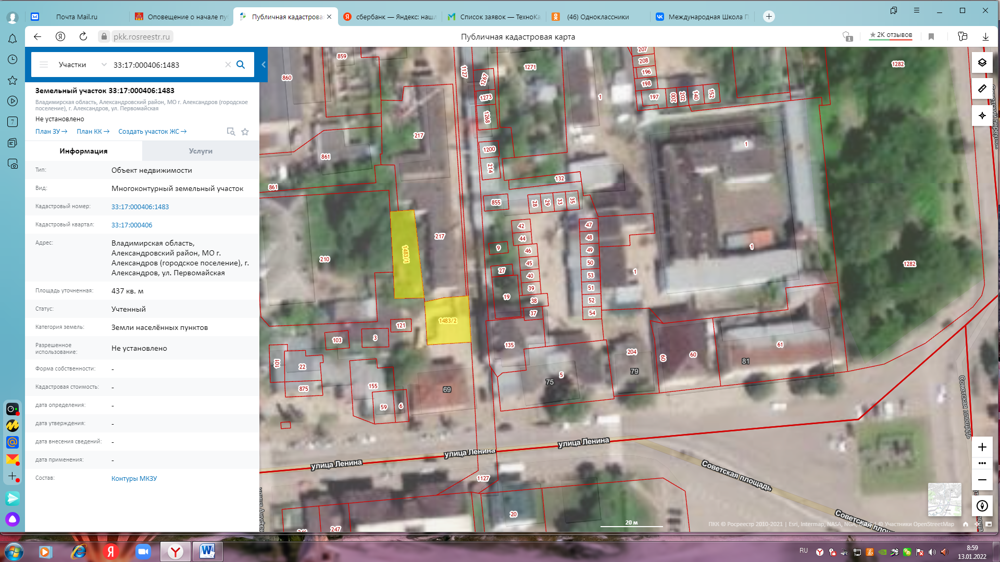 Почта Mail.ru
Оповещение о начале пу
Публичная кадастрова
сбербанк — Яндекс: наш
Список заявок — ТехноКа
(46) Одноклассники
Международная Школа П
pkk.rosreestr.ru
Публичная кадастровая карта
1
★ 2К отзывов
Участки
33:17:000406:1483
Земельный участок 33:17:000406:1483
Владимирская область, Александровский район, МО г. Александров (городское
поселение), г. Александров, ул. Первомайская
Не установлено
План ЗУ →
План КК →
Создать участок ЖС →
Информация
Услуги
Тип:
Объект недвижимости
Вид:
Многоконтурный земельный участок
Кадастровый номер:
33:17:000406:1483
Кадастровый квартал:
33:17:000406
Адрес:
Владимирская область,
Александровский район, МО г.
Александров (городское поселение), г.
Александров, ул. Первомайская
Площадь уточненная:
437 кв. м
Статус:
Учтенный
Категория земель:
Земли населённых пунктов
Разрешенное
использование:
Не установлено
Форма собственности:
-
Кадастровая стоимость:
-
дата определения:
-
дата утверждения:
-
дата внесения сведений:
-
дата применения:
-
Состав:
Контуры МКЗУ
7
859
860
1127
1267
1271
1273
1268
207
208
196
198
197
200
202
140
152
1
1282
217
861
1200
214
1
861
132
855
28
29
33
35
42
44
47
48
217
9
46
49
1
1483/1
210
45
50
1282
27
40
53
1
39
51
19
38
52
37
54
1483/2
121
103
3
135
204
60
60
61
101
22
81
79
5
75
875
155
69
59
6
улица Ленина
улица Ленина
улица Ленина
Советская площадь
Советская площадь
1127
20
247
20 м
ПКК © Росреестр 2010-2021 | Esri, Intermap, NASA, NGA,
© Участники OpenStreetMap
RU
8:59
13.01.2022